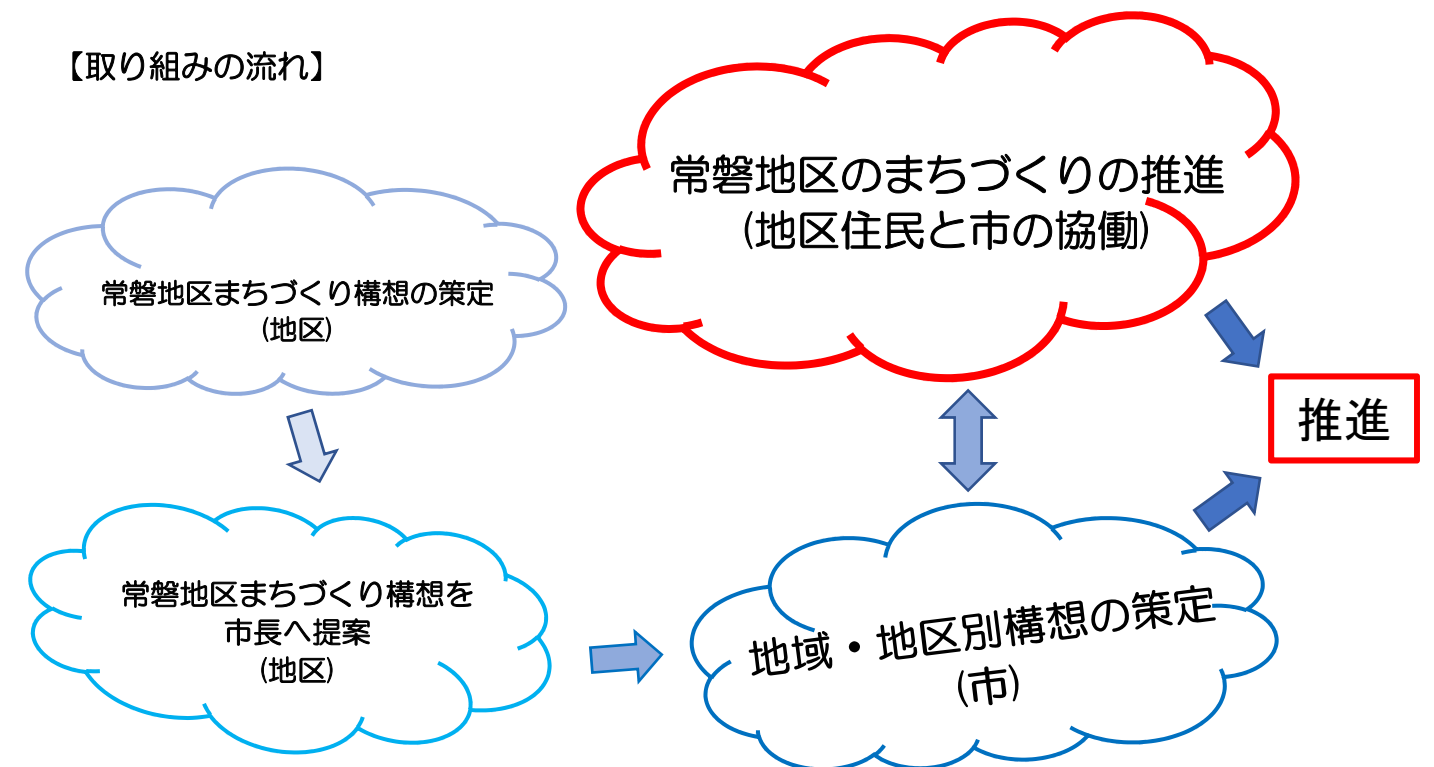 【取り組みの流れ】
常磐地区まちづくり構想の策定
(地区)
常磐地区まちづくり構想を
市長へ提案
(地区)
地域・地区別構想の策定
(市)
常磐地区のまちづくりの推進
(地区住民と市の協働)
推進